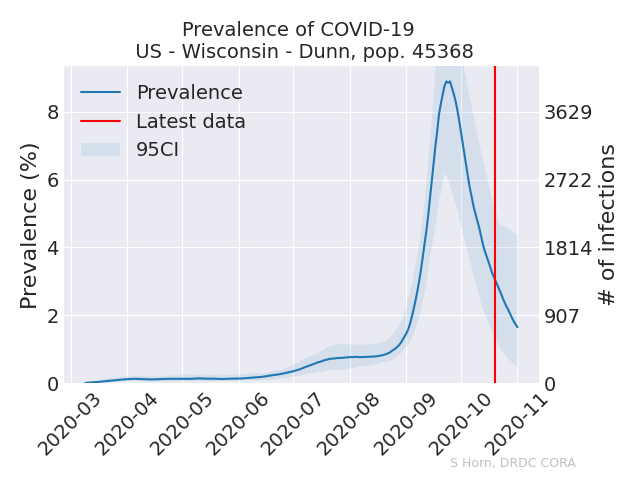 Prevalence of COVID-19
US - Wisconsin - Dunn, pop. 45368
Prevalence
Latest data
95CI
Prevalence (%)
8
6
4
2
0
3629
2722
1814
907
0
# of infections
2020-03
2020-04
2020-05
2020-06
2020-07
2020-08
2020-09
2020-10
2020-11
S Horn, DRDC CORA